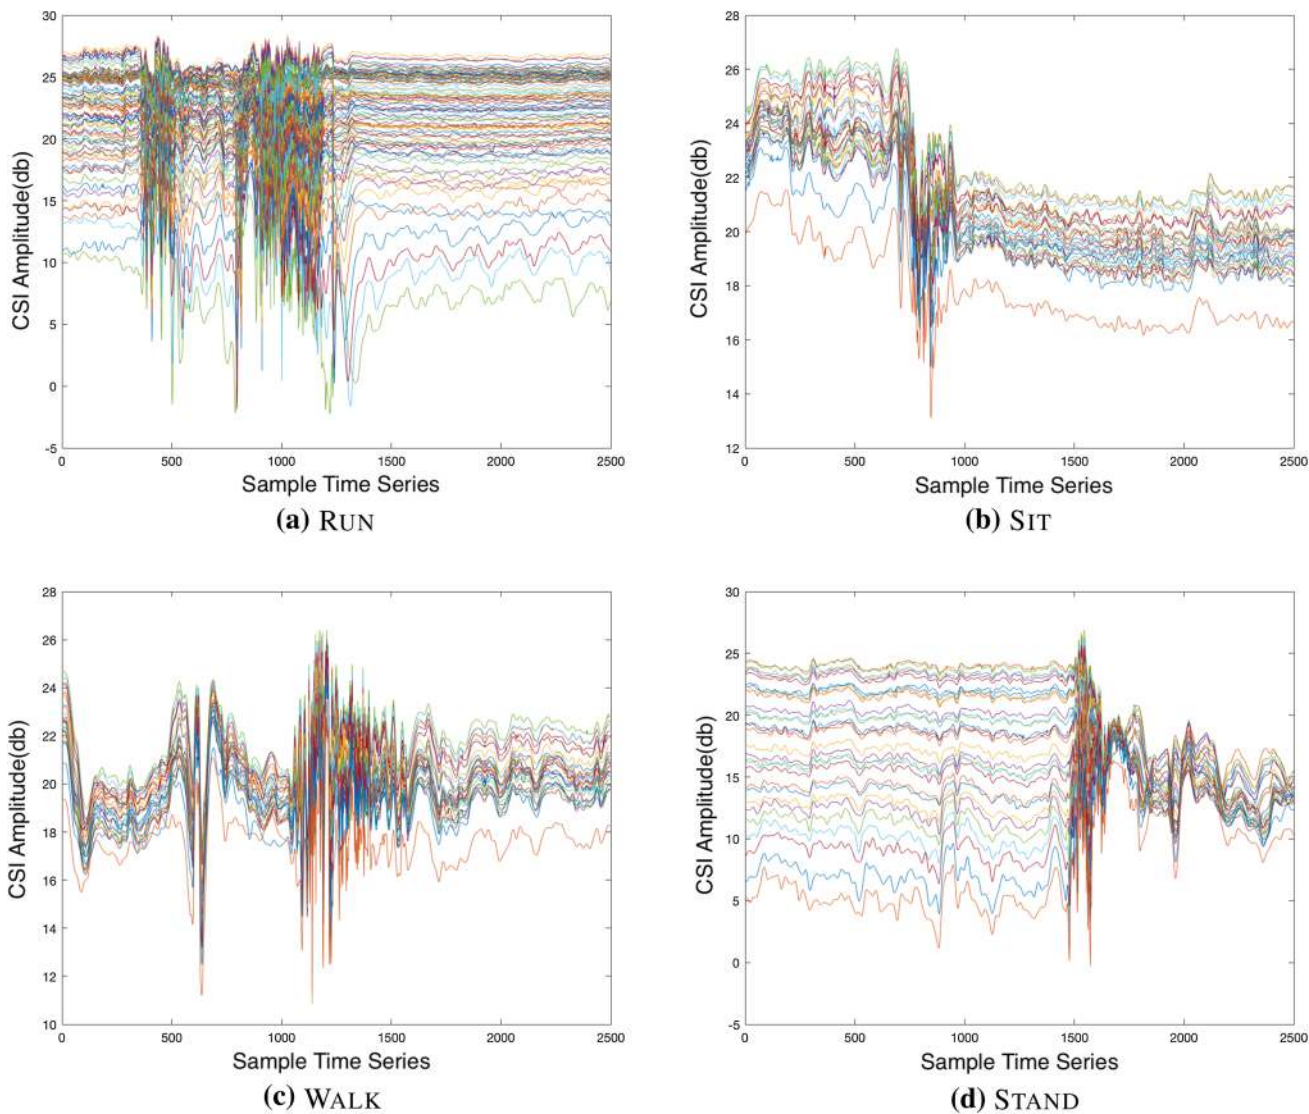 30
25
20
15
10
5
0
-5
CSI Amplitude(db)
0 500 1000 1500 2000 2500
Sample Time Series
(a) RUN
28
26
24
22
20
18
16
14
12
CSI Amplitude(db)
0 500 1000 1500 2000 2500
Sample Time Series
(b) SIT
28
26
24
22
20
18
16
14
12
10
CSI Amplitude(db)
0 500 1000 1500 2000 2500
Sample Time Series
(c) WALK
30
25
20
15
10
5
0
-5
CSI Amplitude(db)
0 500 1000 1500 2000 2500
Sample Time Series
(d) STAND